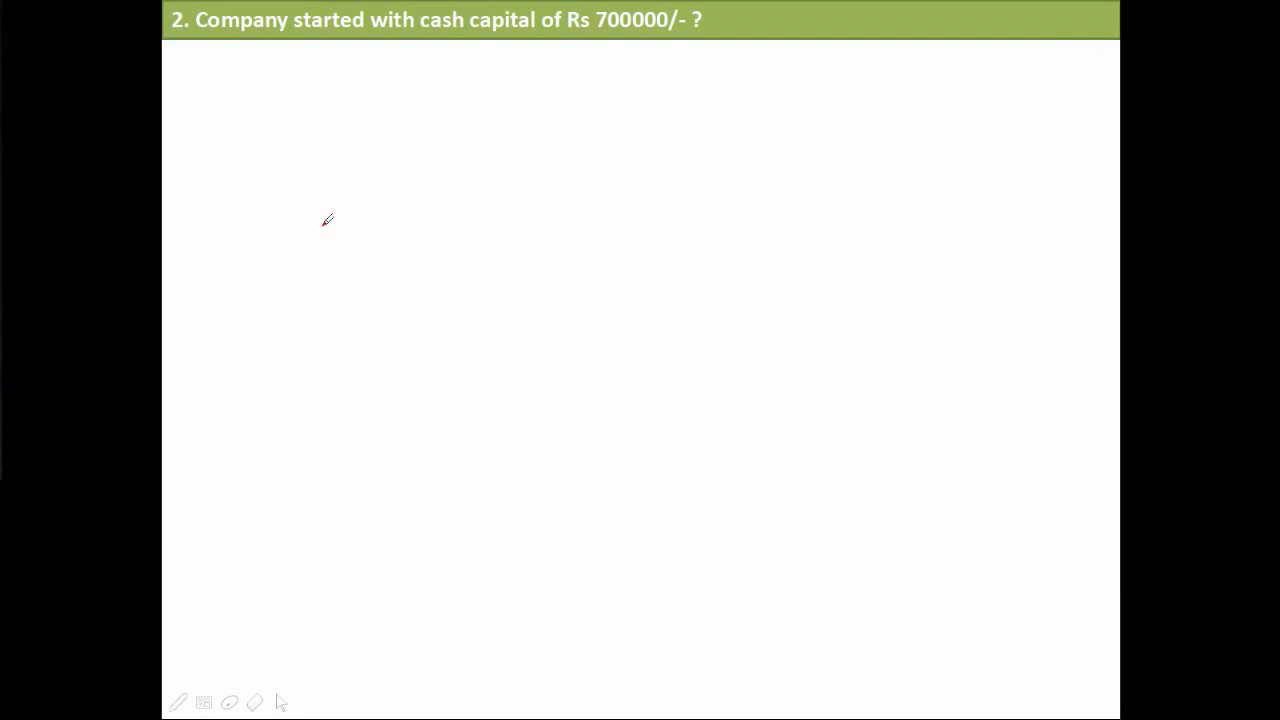 2. Company started with cash capital of Rs 700000/- ?